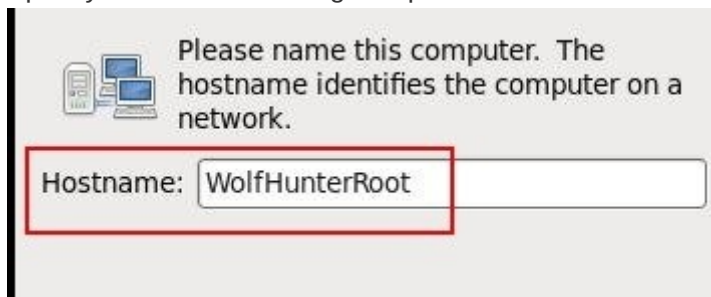 Please name this computer. The
hostname identifies the computer on a
network.
Hostname: WolfHunterRoot